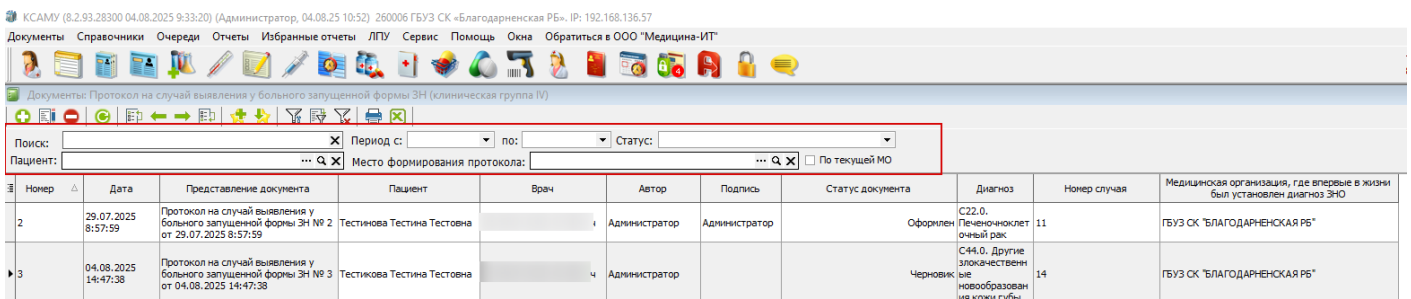 КСАМУ (8.2.93.28300 04.08.2025 9:33:20) (Администратор, 04.08.25 10:52) 260006 ГБУЗ СК «Благодарненская РБ». IP: 192.168.136.57
Документы Справочники Очереди Отчеты Избранные отчеты ЛПУ Сервис Помощь Окна Обратиться в ООО "Медицина-ИТ"
Документы: Протокол на случай выявления у больного запущенной формы ЗН (клиническая группа IV)
Поиск: Период с: по: Статус:
Пациент: Место формирования протокола: По текущей МО
Номер Дата Представление документа Пациент Врач Автор Подпись Статус документа Диагноз Номер случая Медицинская организация, где впервые в жизни
был установлен диагноз ЗНО
2
29.07.2025
8:57:59
Протокол на случай выявления у
больного запущенной формы ЗН № 2
от 29.07.2025 8:57:59
Тестинова Тестина Тестовна
Администратор
Администратор
Оформлен
C22.0.
Печеночноклет
очный рак
11
ГБУЗ СК "БЛАГОДАРНЕНСКАЯ РБ"
3
04.08.2025
14:47:38
Протокол на случай выявления у
больного запущенной формы ЗН № 3
от 04.08.2025 14:47:38
Тестикова Тестина Тестовна
Администратор
Черновик
C44.0. Другие
злокачественн
ые
новообразован
ия кожи губы
14
ГБУЗ СК "БЛАГОДАРНЕНСКАЯ РБ"